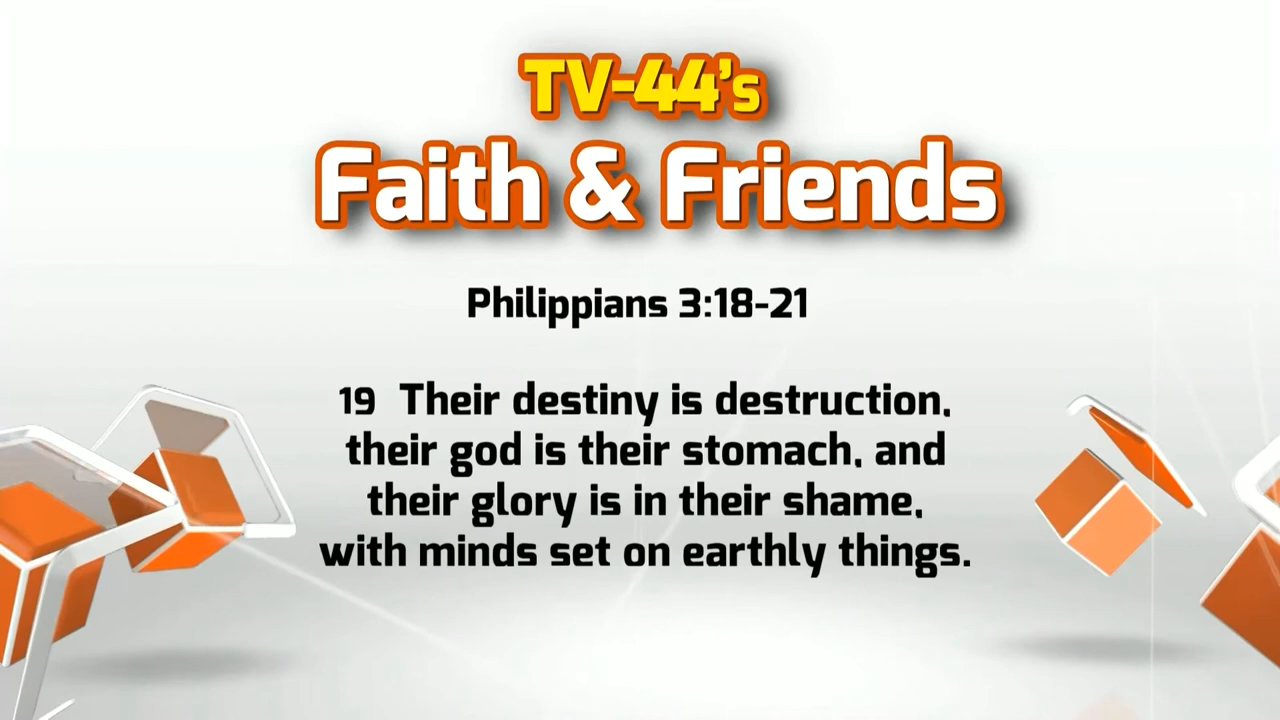 TV-44's
Faith & Friends
Philippians 3:18-21
19 Their destiny is destruction,
their god is their stomach, and
their glory is in their shame,
with minds set on earthly things.